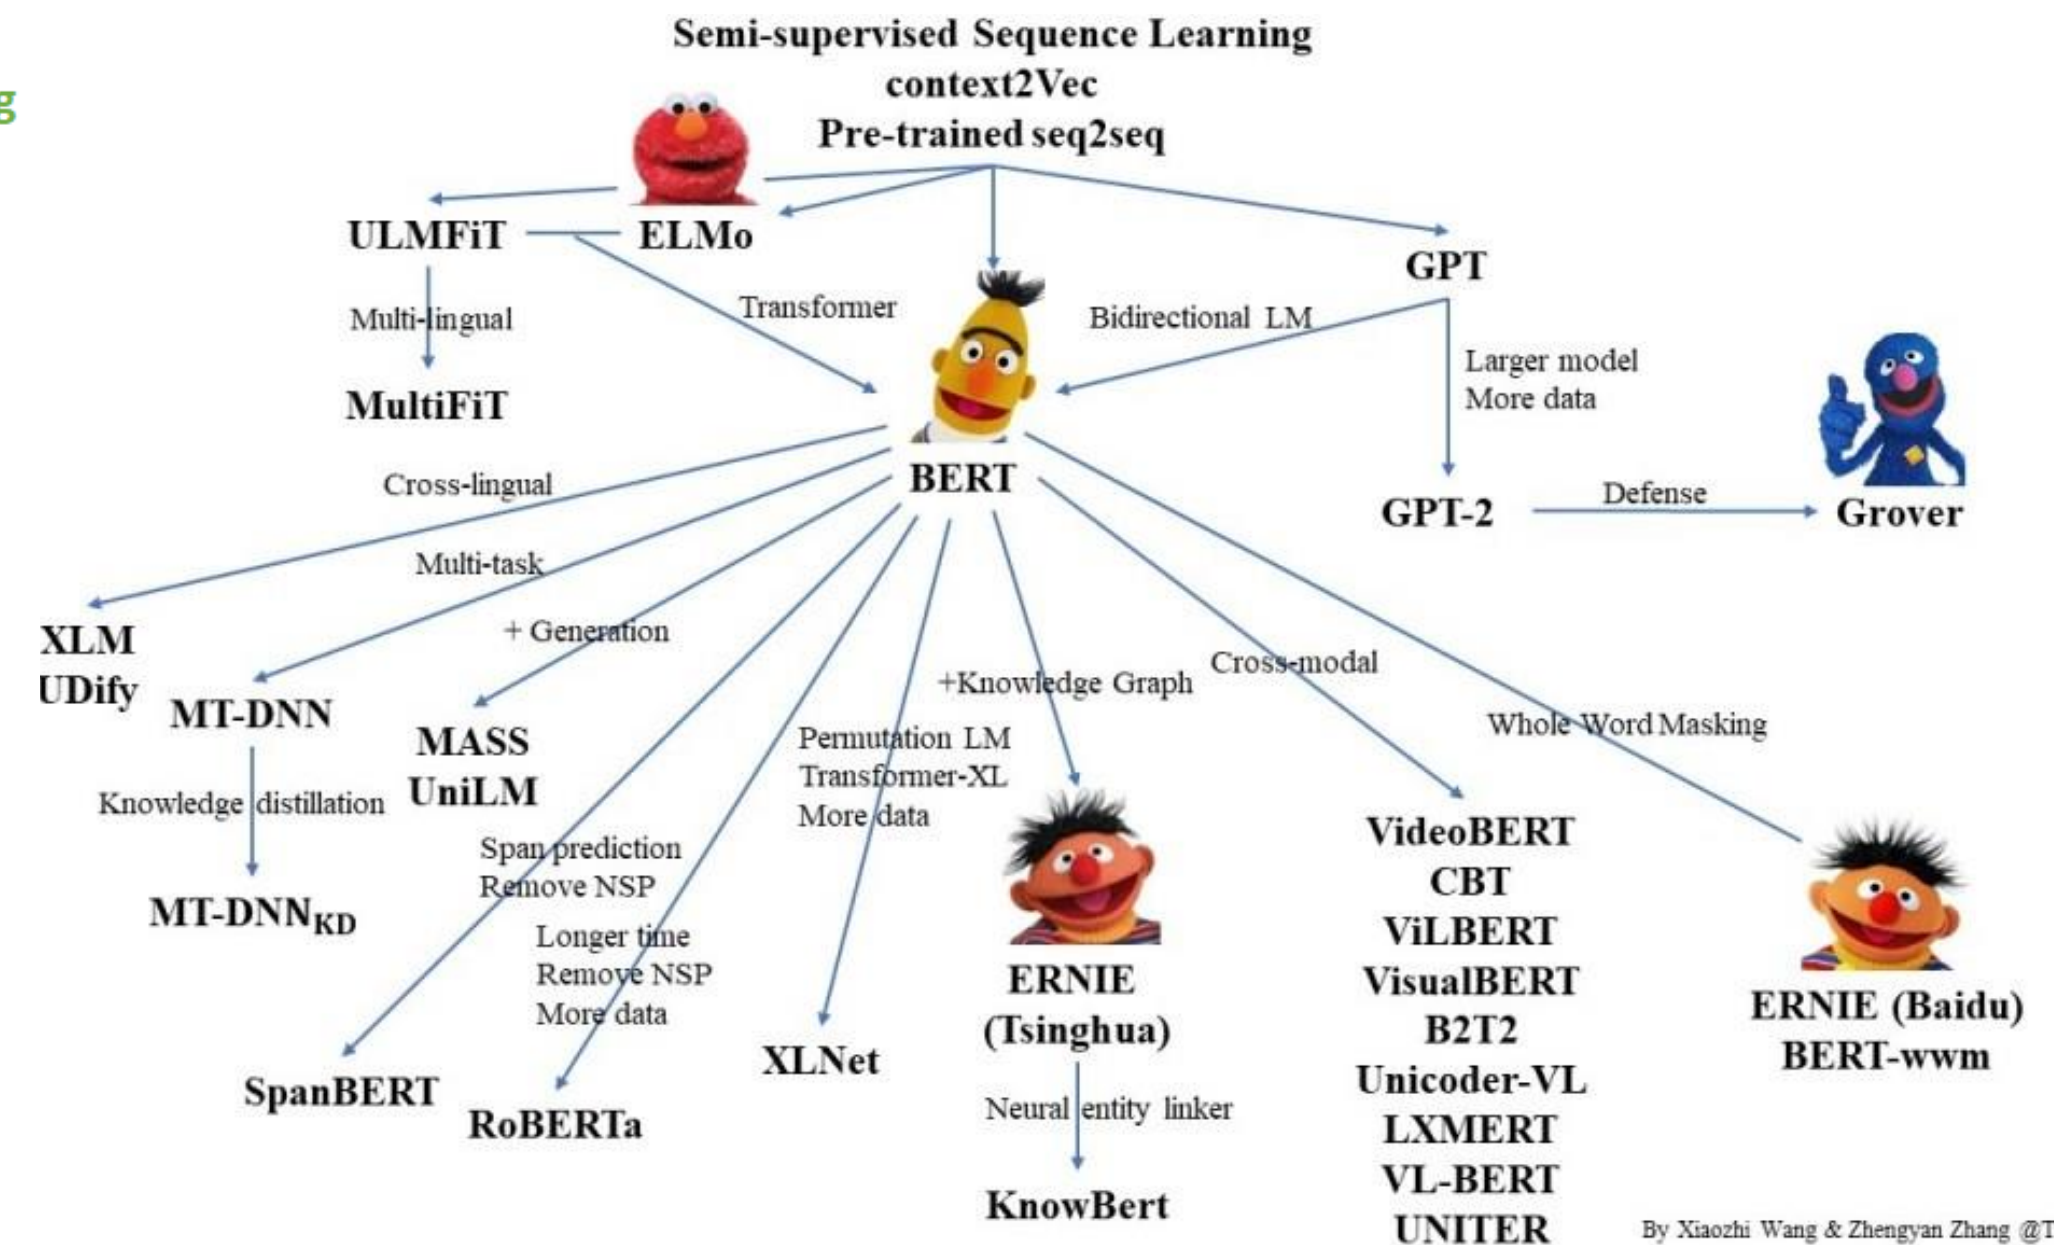 Semi-supervised Sequence Learning
context2Vec
Pre-trained seq2seq
g
ULMFiT
ELMo
GPT
Multi-lingual
Transformer
Bidirectional LM
Larger model
More data
MultiFiT
BERT
Cross-lingual
GPT-2
Defense
Grover
Multi-task
+ Generation
XLM
UDify
MT-DNN
MASS
UniLM
+Knowledge Graph
Cross-modal
Whole Word Masking
Permutation LM
Transformer-XL
More data
Knowledge distillation
MT-DNNKD
Span prediction
Remove NSP
Longer time
Remove NSP
More data
SpanBERT
RoBERTa
XLNet
ERNIE
(Tsinghua)
Neural entity linker
KnowBert
VideoBERT
CBT
ViLBERT
VisualBERT
B2T2
Unicoder-VL
LXMERT
VL-BERT
UNITER
ERNIE (Baidu)
BERT-wwm
By Xiaozhi Wang & Zhengyan Zhang @T